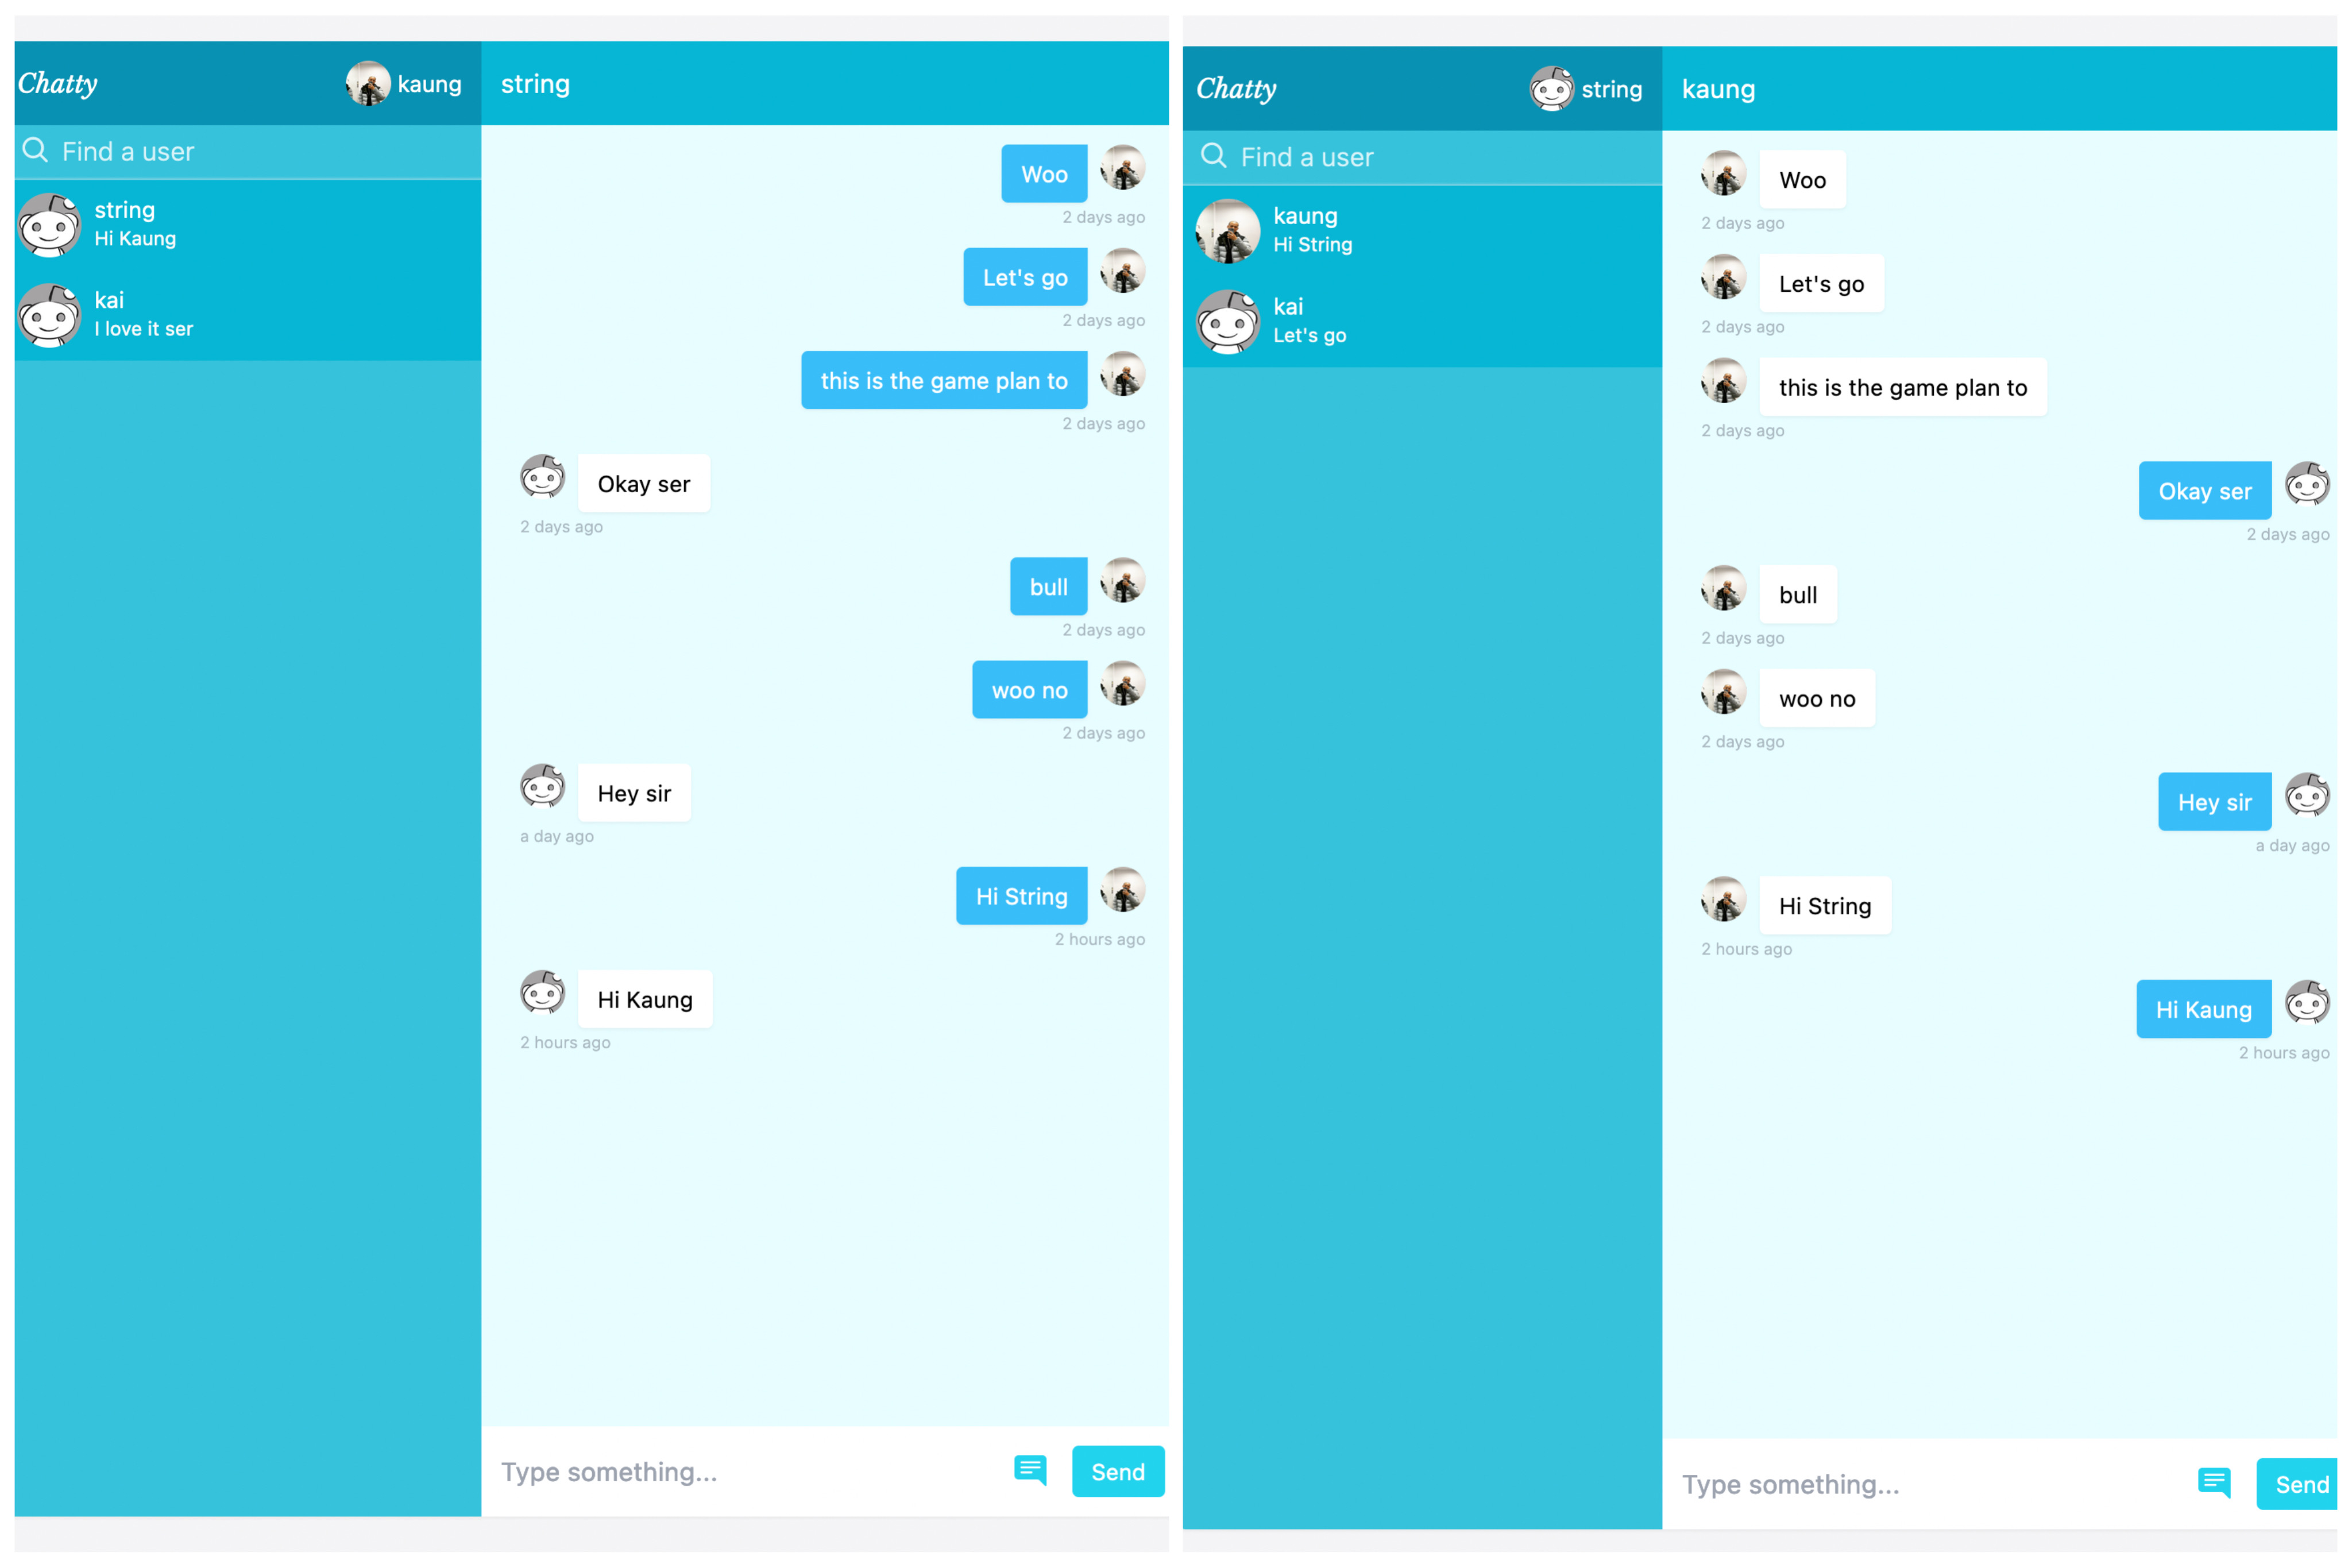 Chatty
kaung
Find a user
string
Hi Kaung
kai
I love it ser
string
Woo
2 days ago
Let's go
2 days ago
this is the game plan to
2 days ago
Okay ser
2 days ago
bull
2 days ago
woo no
2 days ago
Hey sir
a day ago
Hi String
2 hours ago
Hi Kaung
2 hours ago
Type something...
Send
Chatty
string
Find a user
kaung
Hi String
kai
Let's go
kaung
Woo
2 days ago
Let's go
2 days ago
this is the game plan to
2 days ago
Okay ser
2 days ago
bull
2 days ago
woo no
2 days ago
Hey sir
a day ago
Hi String
2 hours ago
Hi Kaung
2 hours ago
Type something...
Send